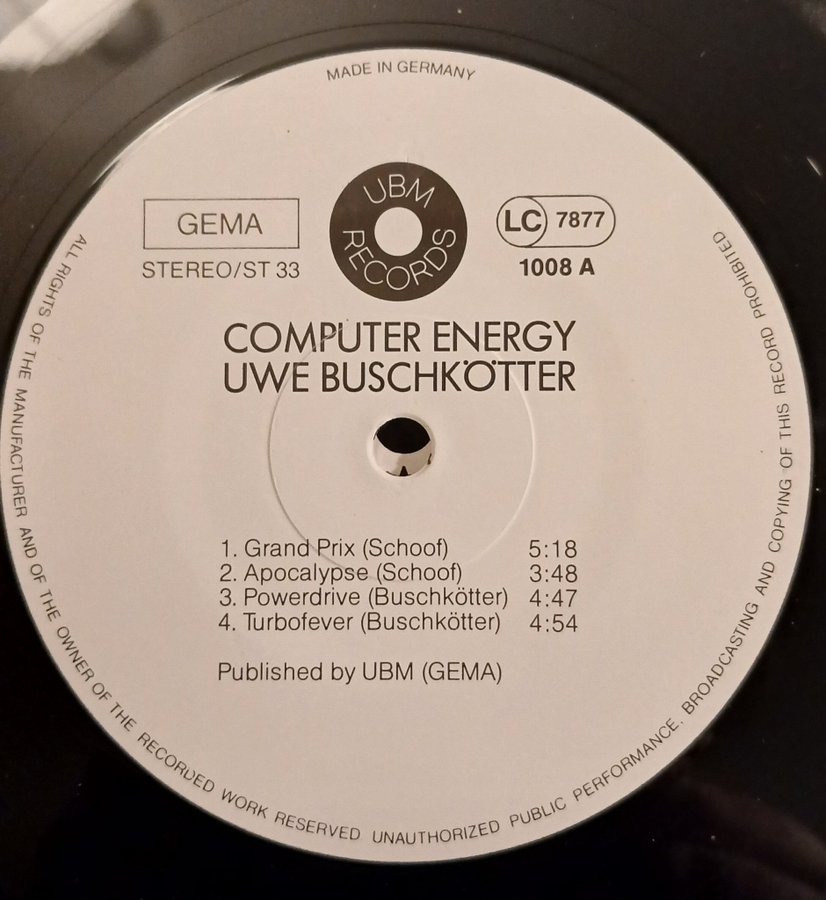 MADE IN GERMANY
GEMA
STEREO/ST 33
UBM
RECORDS
LC 7877
1008 A
COMPUTER ENERGY
UWE BUSCHKÖTTER
1. Grand Prix (Schoof) 5:18
2. Apocalypse (Schoof) 3:48
3. Powerdrive (Buschkötter) 4:47
4. Turbofever (Buschkötter) 4:54
Published by UBM (GEMA)
ALL RIGHTS OF THE MANUFACTURER AND OF THE OWNER OF THE RECORDED WORK RESERVED UNAUTHORIZED PUBLIC PERFORMANCE, BROADCASTING AND COPYING OF THIS RECORD PROHIBITED